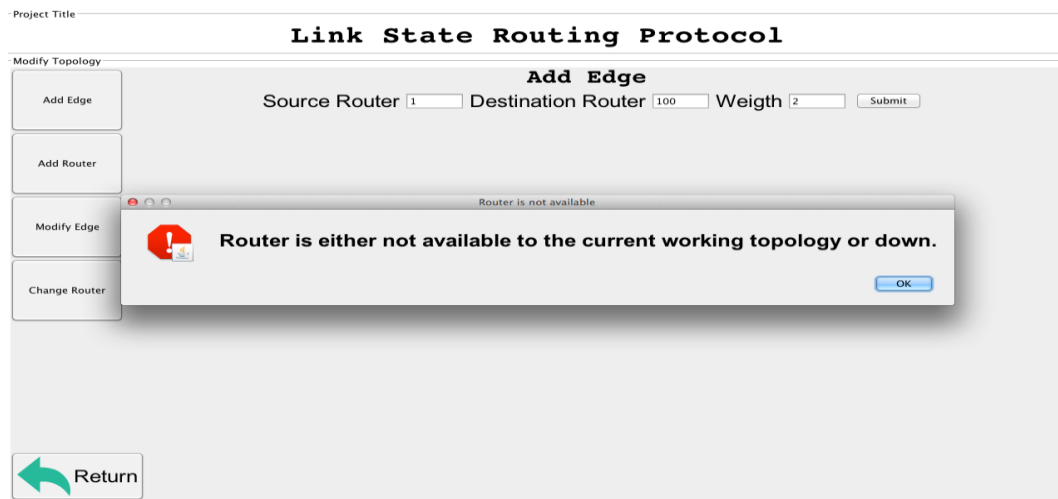 Project Title
Link State Routing Protocol
Modify Topology
Add Edge
Add Edge
Source Router 1 Destination Router 100 Weigth 2 Submit
Add Router
Router is not available
Modify Edge
Router is either not available to the current working topology or down.
OK
Change Router
Return